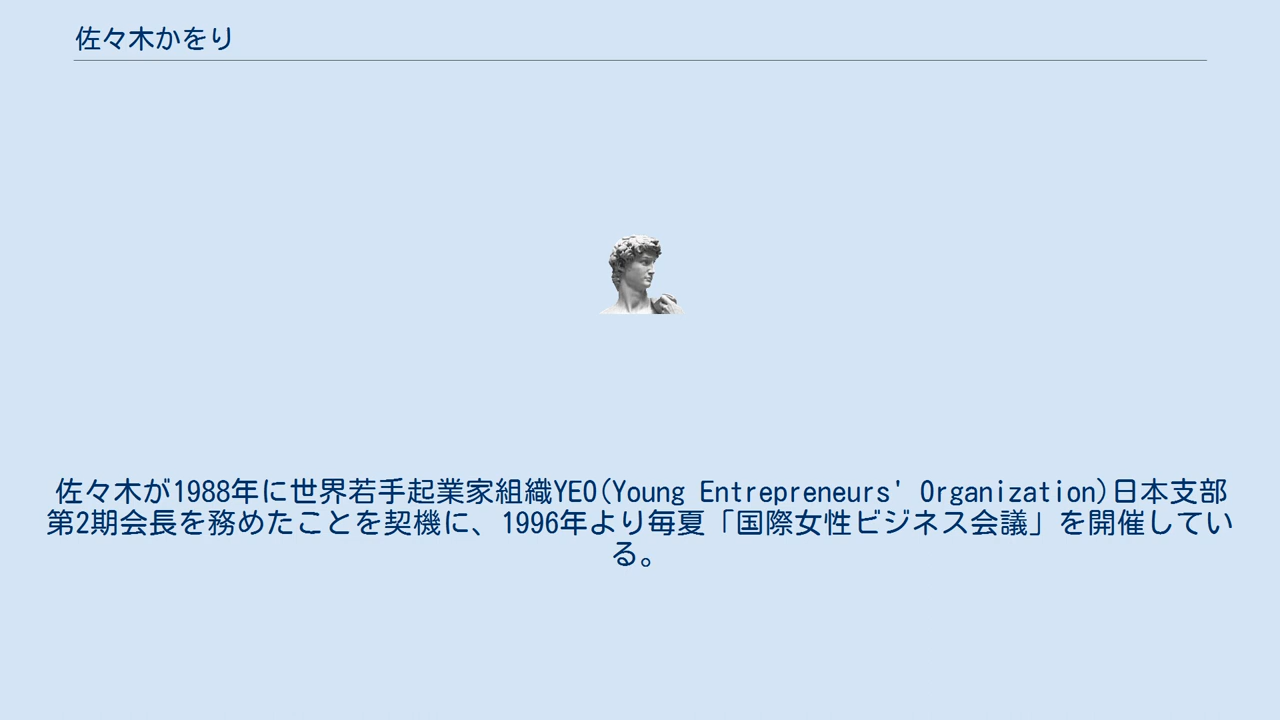 佐々木かをり
佐々木が1988年に世界若手起業家組織YEO(Young Entrepreneurs' Organization)日本支部
第2期会長を務めたことを契機に、1996年より毎夏「国際女性ビジネス会議」を開催してい
る。